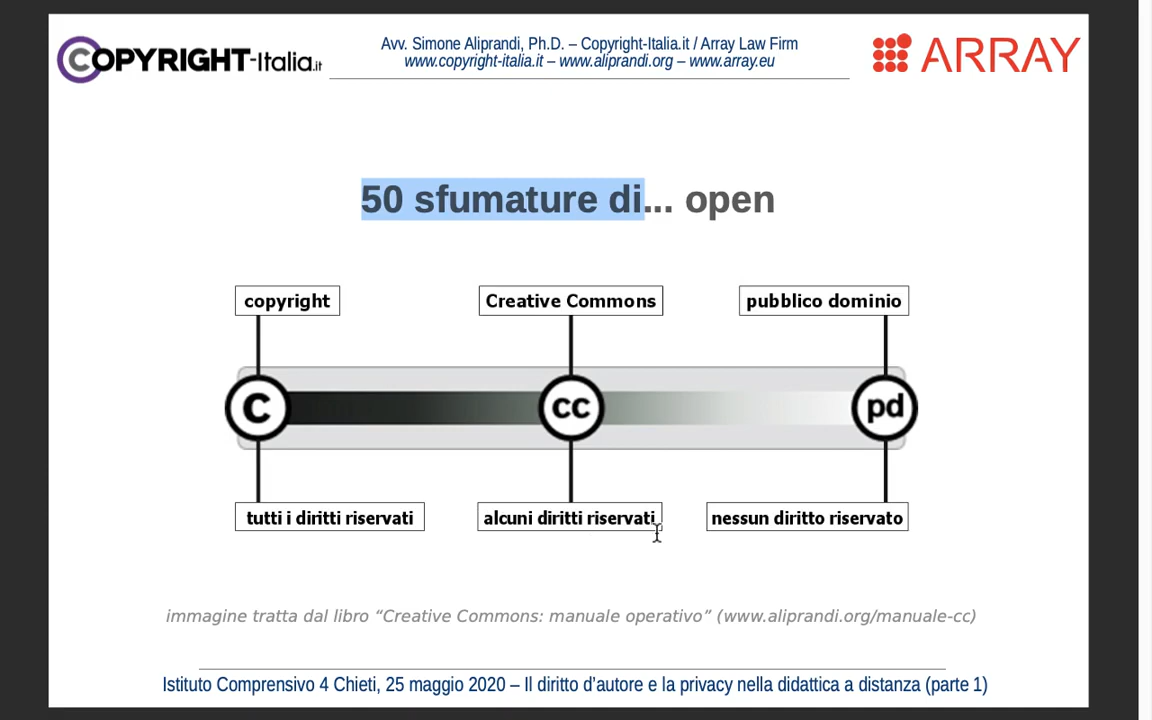 COPYRIGHT-Italia.it
Avv. Simone Aliprandi, Ph.D. – Copyright-Italia.it / Array Law Firm
www.copyright-italia.it – www.aliprandi.org – www.array.eu
ARRAY
50 sfumature di... open
copyright
Creative Commons
pubblico dominio
C
cc
pd
tutti i diritti riservati
alcuni diritti riservati
nessun diritto riservato
immagine tratta dal libro “Creative Commons: manuale operativo” (www.aliprandi.org/manuale-cc)
Istituto Comprensivo 4 Chieti, 25 maggio 2020 – Il diritto d’autore e la privacy nella didattica a distanza (parte 1)